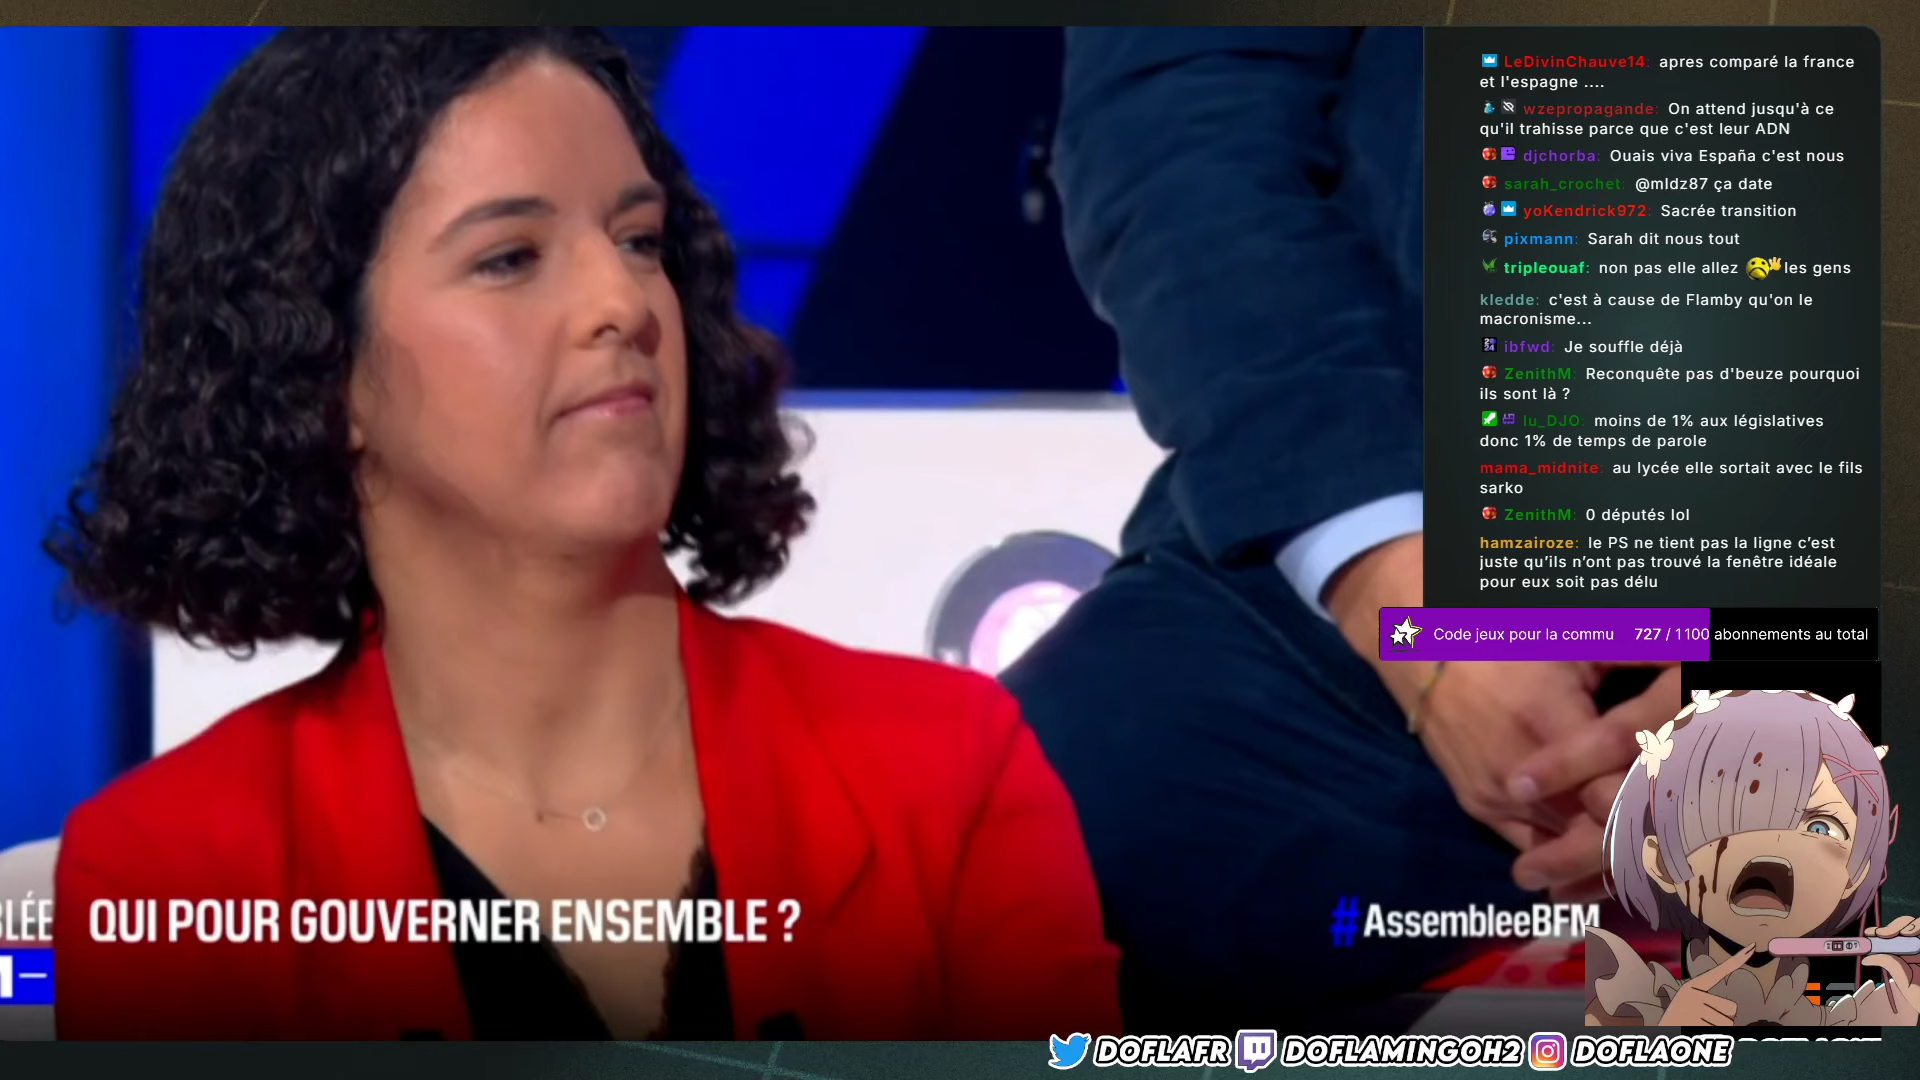 LeDivinChauve14: apres comparé la france
et l'espagne ....
wzepropagande: On attend jusqu'à ce
qu'il trahisse parce que c'est leur ADN
djchorba: Ouais viva España c'est nous
sarah_crochet: @mldz87 ça date
yoKendrick972: Sacrée transition
pixmann: Sarah dit nous tout
tripleouaf: non pas elle allez les gens
kledde: c'est à cause de Flamby qu'on le
macronisme...
ibfwd: Je souffle déjà
ZenithM: Reconquête pas d'beuze pourquoi
ils sont là ?
lu_DJO: moins de 1% aux législatives
donc 1% de temps de parole
mama_midnite: au lycée elle sortait avec le fils
sarko
ZenithM: 0 députés lol
hamzairoze: le PS ne tient pas la ligne c’est
juste qu’ils n’ont pas trouvé la fenêtre idéale
pour eux soit pas délu
Code jeux pour la commu 727 / 1100 abonnements au total
BLÉE QUI POUR GOUVERNER ENSEMBLE ?
#AssembleeBFM
DOFLAFR DOFLAMINGOH2 DOFLAONE